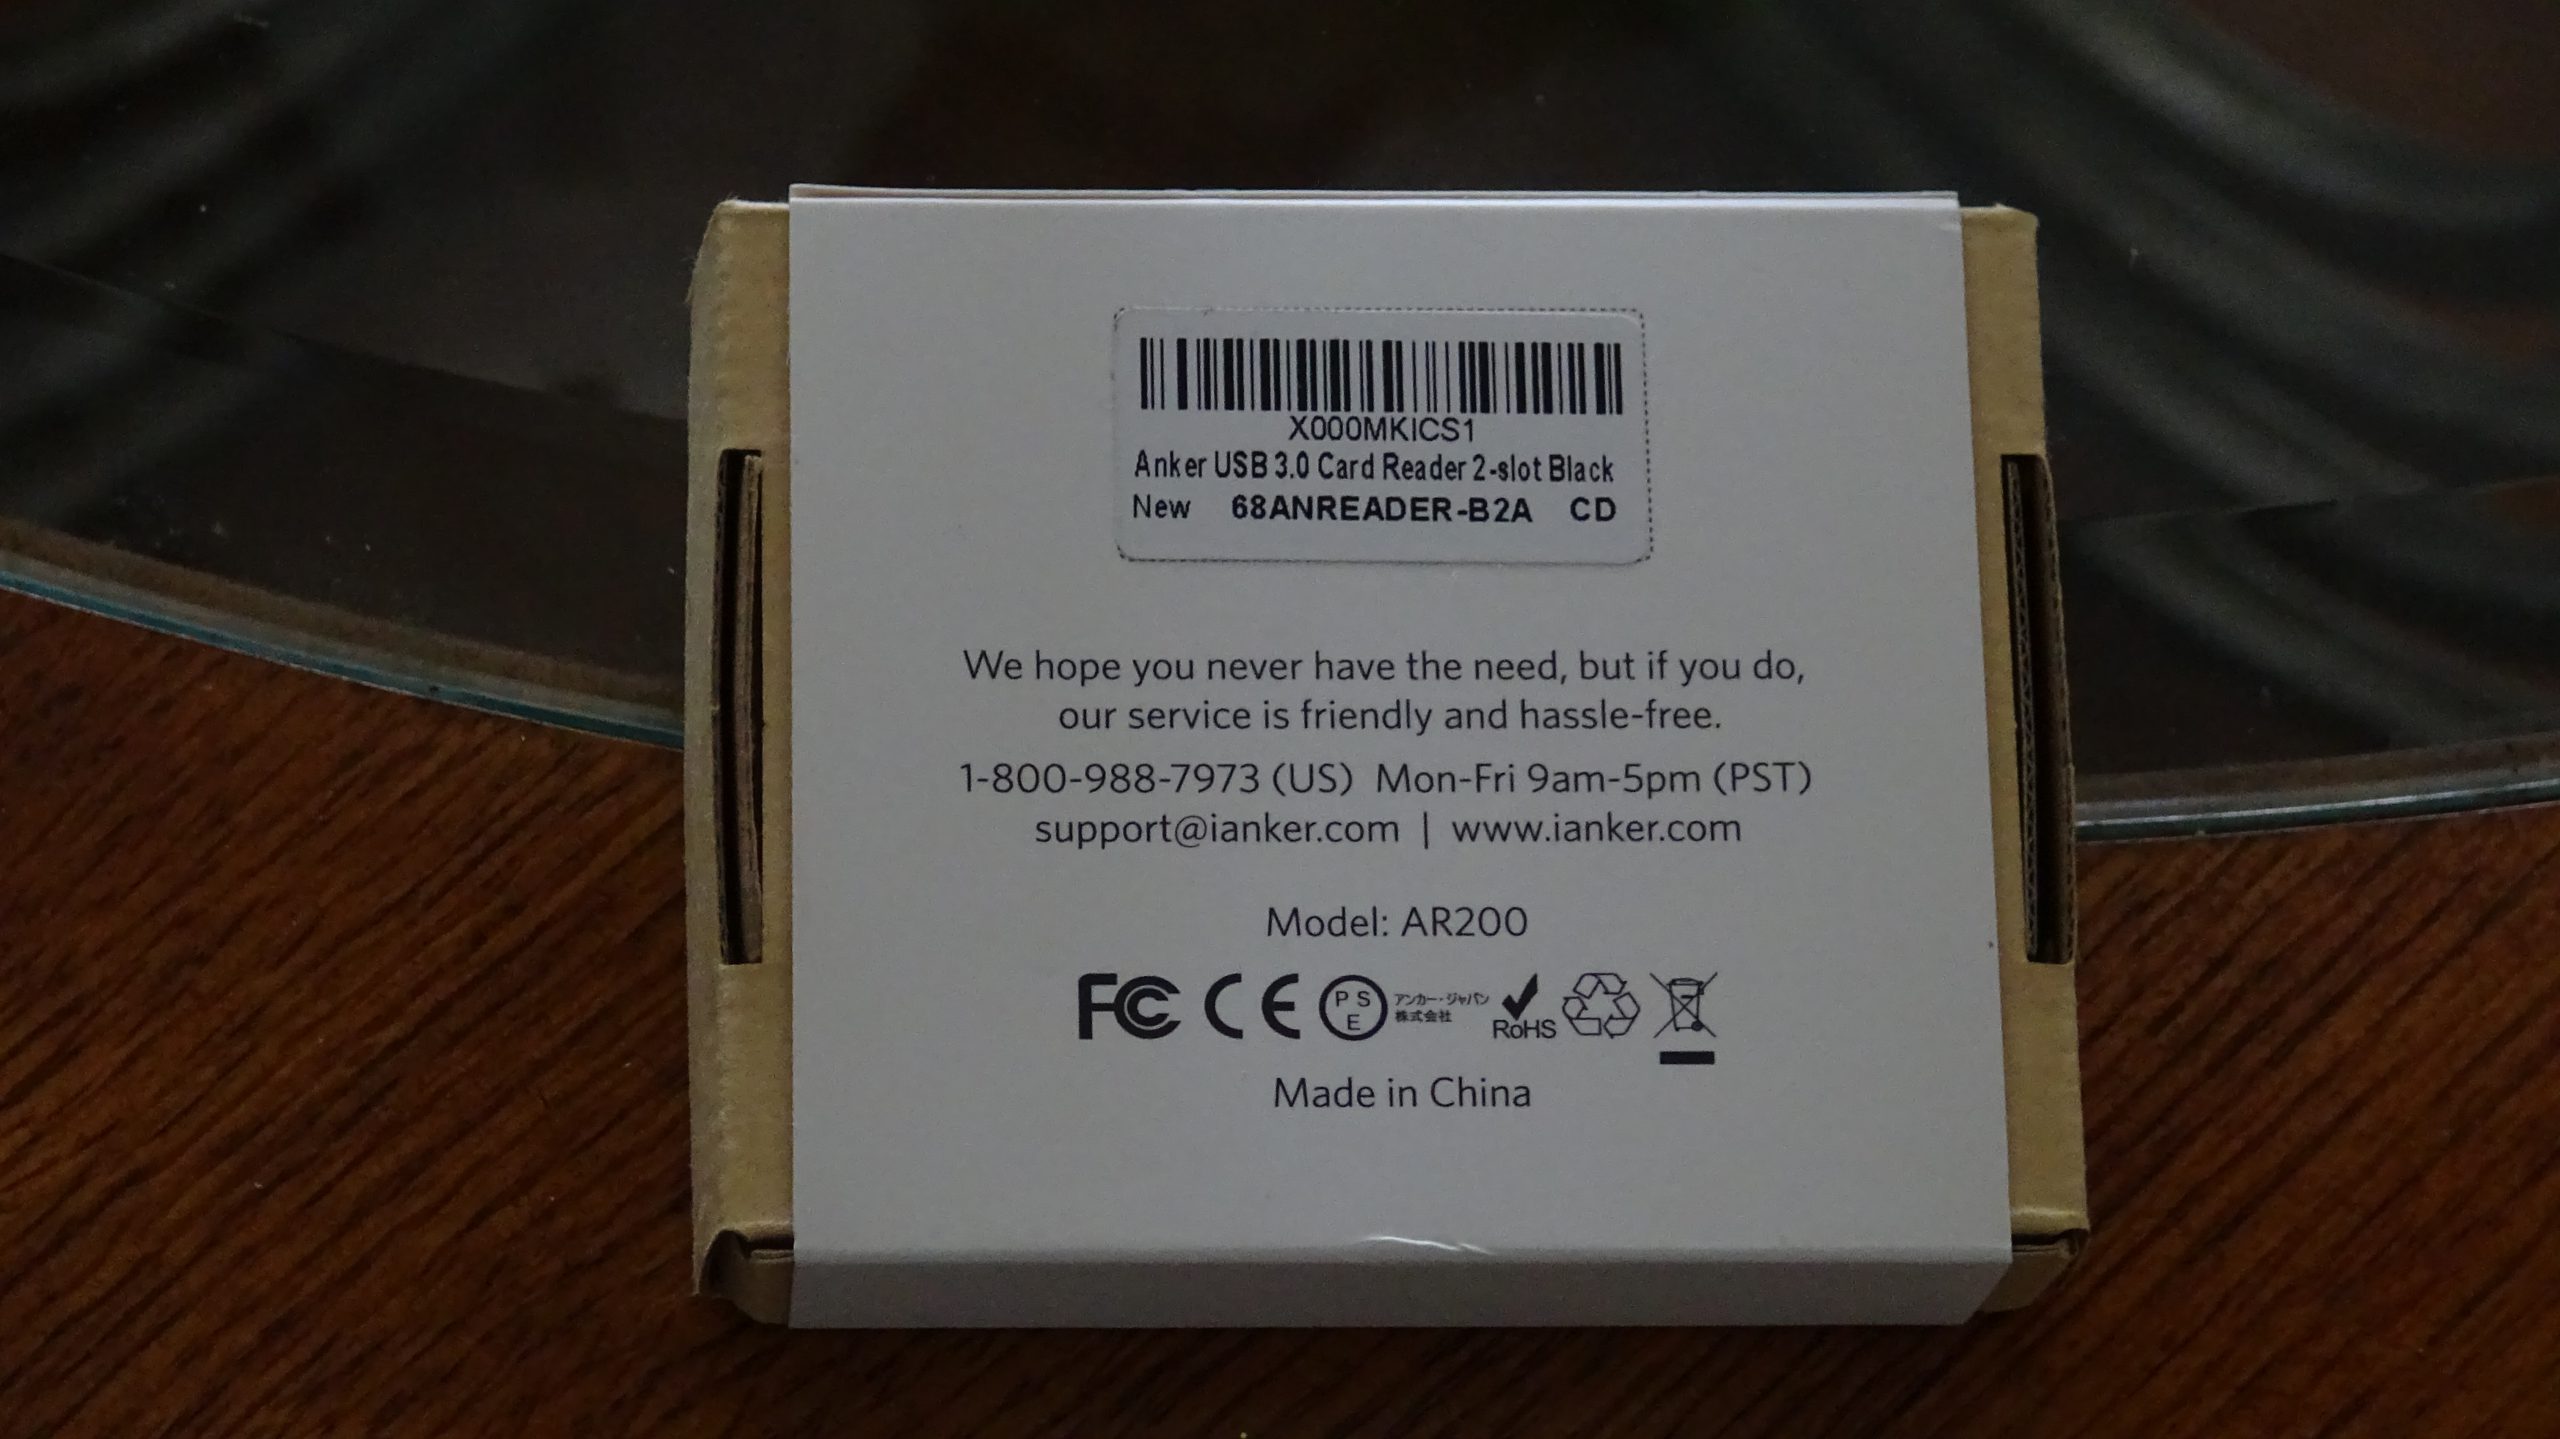 X000MKICS1
Anker USB 3.0 Card Reader 2-slot Black
New 68ANREADER-B2A CD
We hope you never have the need, but if you do,
our service is friendly and hassle-free.
1-800-988-7973 (US) Mon-Fri 9am-5pm (PST)
support@ianker.com | www.ianker.com
Model: AR200
FC CE PSE アンカー・ジャパン
株式会社 RoHS
Made in China